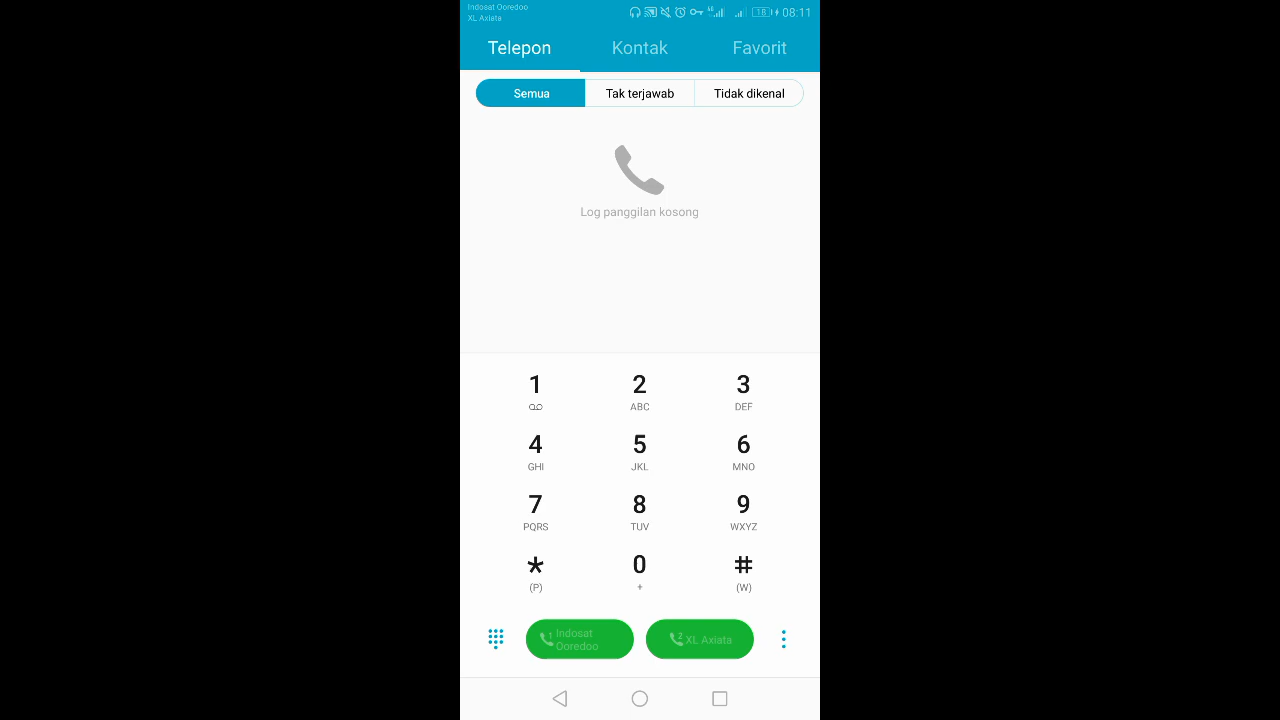 Indosat Ooredoo
XL Axiata
18 08:11
Telepon Kontak Favorit
Semua Tak terjawab Tidak dikenal
Log panggilan kosong
1 2 3
ABC DEF
4 5 6
GHI JKL MNO
7 8 9
PQRS TUV WXYZ
* 0 #
(P) + (W)
1 Indosat
Ooredoo
2 XL Axiata